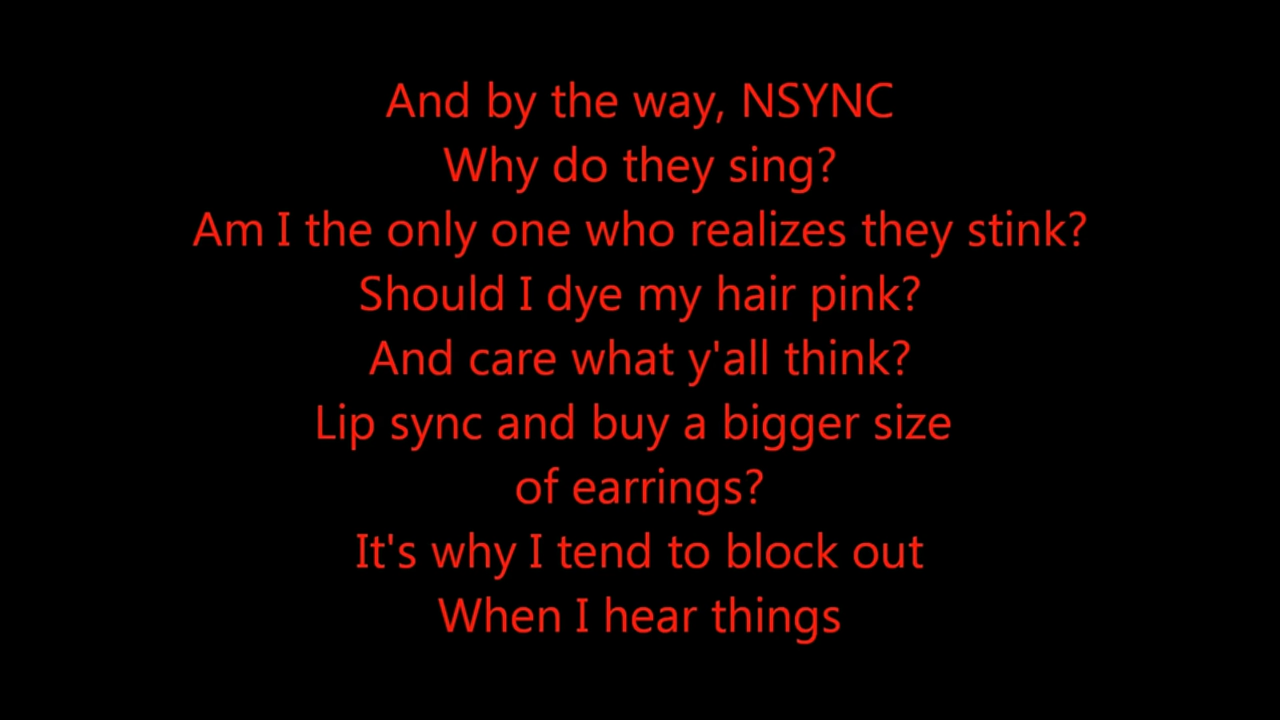 And by the way, NSYNC
Why do they sing?
Am I the only one who realizes they stink?
Should I dye my hair pink?
And care what y'all think?
Lip sync and buy a bigger size
of earrings?
It's why I tend to block out
When I hear things